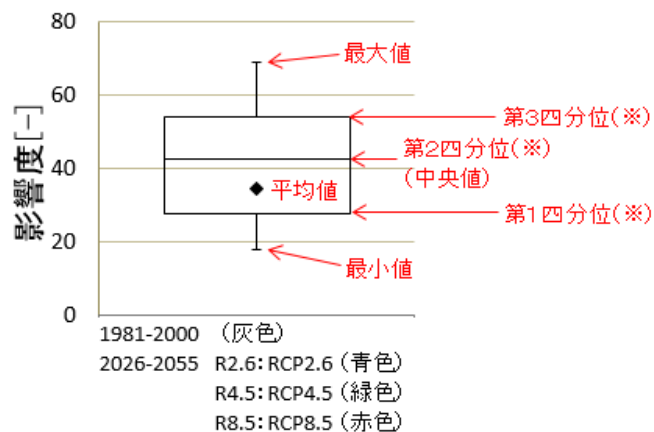 80
最大値
60
第3四分位(※)
第2四分位(※)
(中央値)
40
平均値
第1四分位(※)
20
最小値
0
影響度[−]
1981-2000 (灰色)
2026-2055 R2.6:RCP2.6(青色)
R4.5:RCP4.5(緑色)
R8.5:RCP8.5(赤色)